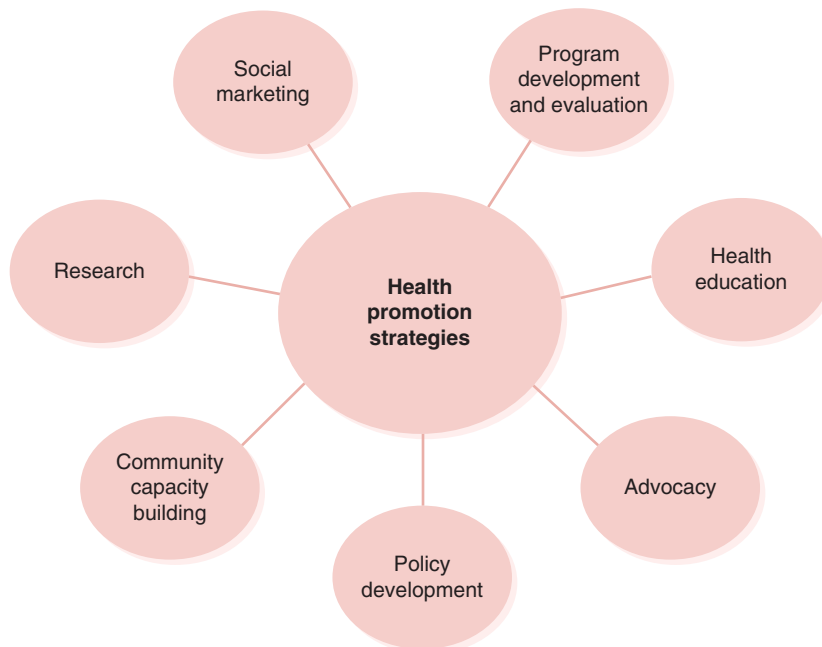 Social
marketing
Program
development
and evaluation
Research
Health
education
Health
promotion
strategies
Community
capacity
building
Advocacy
Policy
development